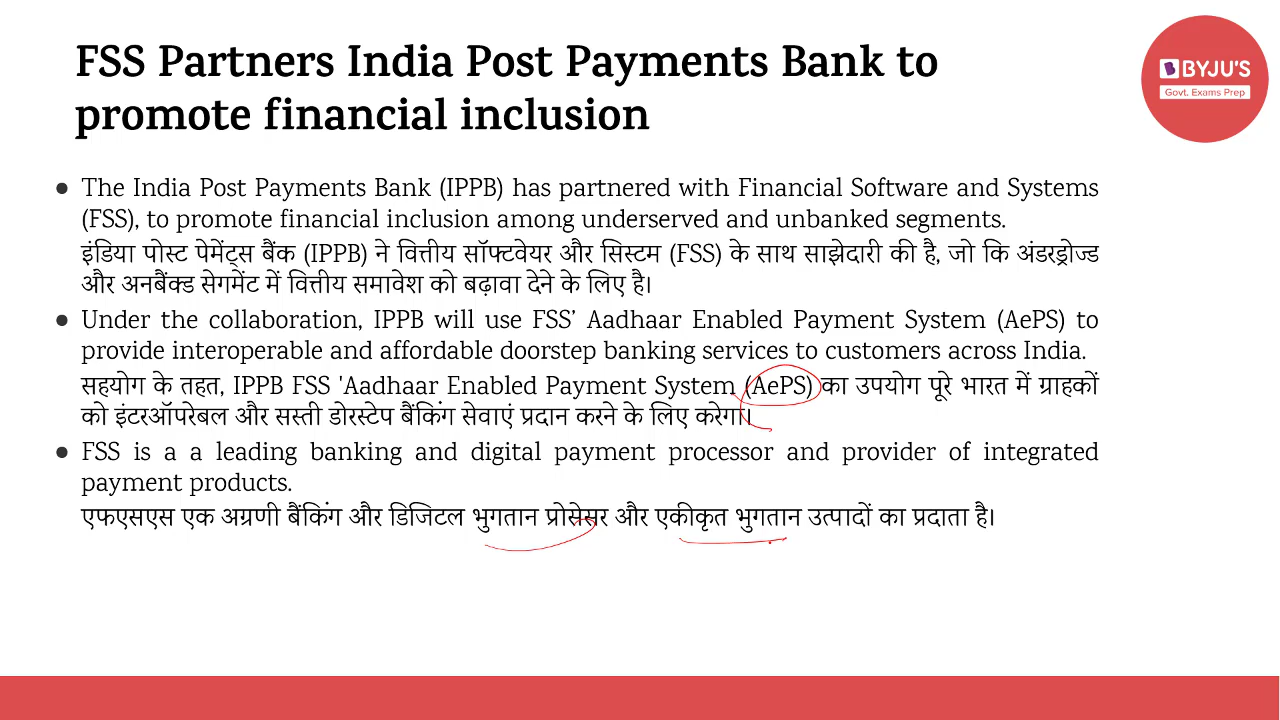 FSS Partners India Post Payments Bank to
promote financial inclusion
BYJU'S
Govt. Exams Prep
● The India Post Payments Bank (IPPB) has partnered with Financial Software and Systems
(FSS), to promote financial inclusion among underserved and unbanked segments.
इंडिया पोस्ट पेमेंट्स बैंक (IPPB) ने वित्तीय सॉफ्टवेयर और सिस्टम (FSS) के साथ साझेदारी की है, जो कि अंडरड्रोज्ड
और अनबैंक्ड सेगमेंट में वित्तीय समावेश को बढ़ावा देने के लिए है।
● Under the collaboration, IPPB will use FSS’ Aadhaar Enabled Payment System (AePS) to
provide interoperable and affordable doorstep banking services to customers across India.
सहयोग के तहत, IPPB FSS 'Aadhaar Enabled Payment System (AePS) का उपयोग पूरे भारत में ग्राहकों
को इंटरऑपरेबल और सस्ती डोरस्टेप बैंकिंग सेवाएं प्रदान करने के लिए करेगा।
● FSS is a a leading banking and digital payment processor and provider of integrated
payment products.
एफएसएस एक अग्रणी बैंकिंग और डिजिटल भुगतान प्रोसेसर और एकीकृत भुगतान उत्पादों का प्रदाता है।